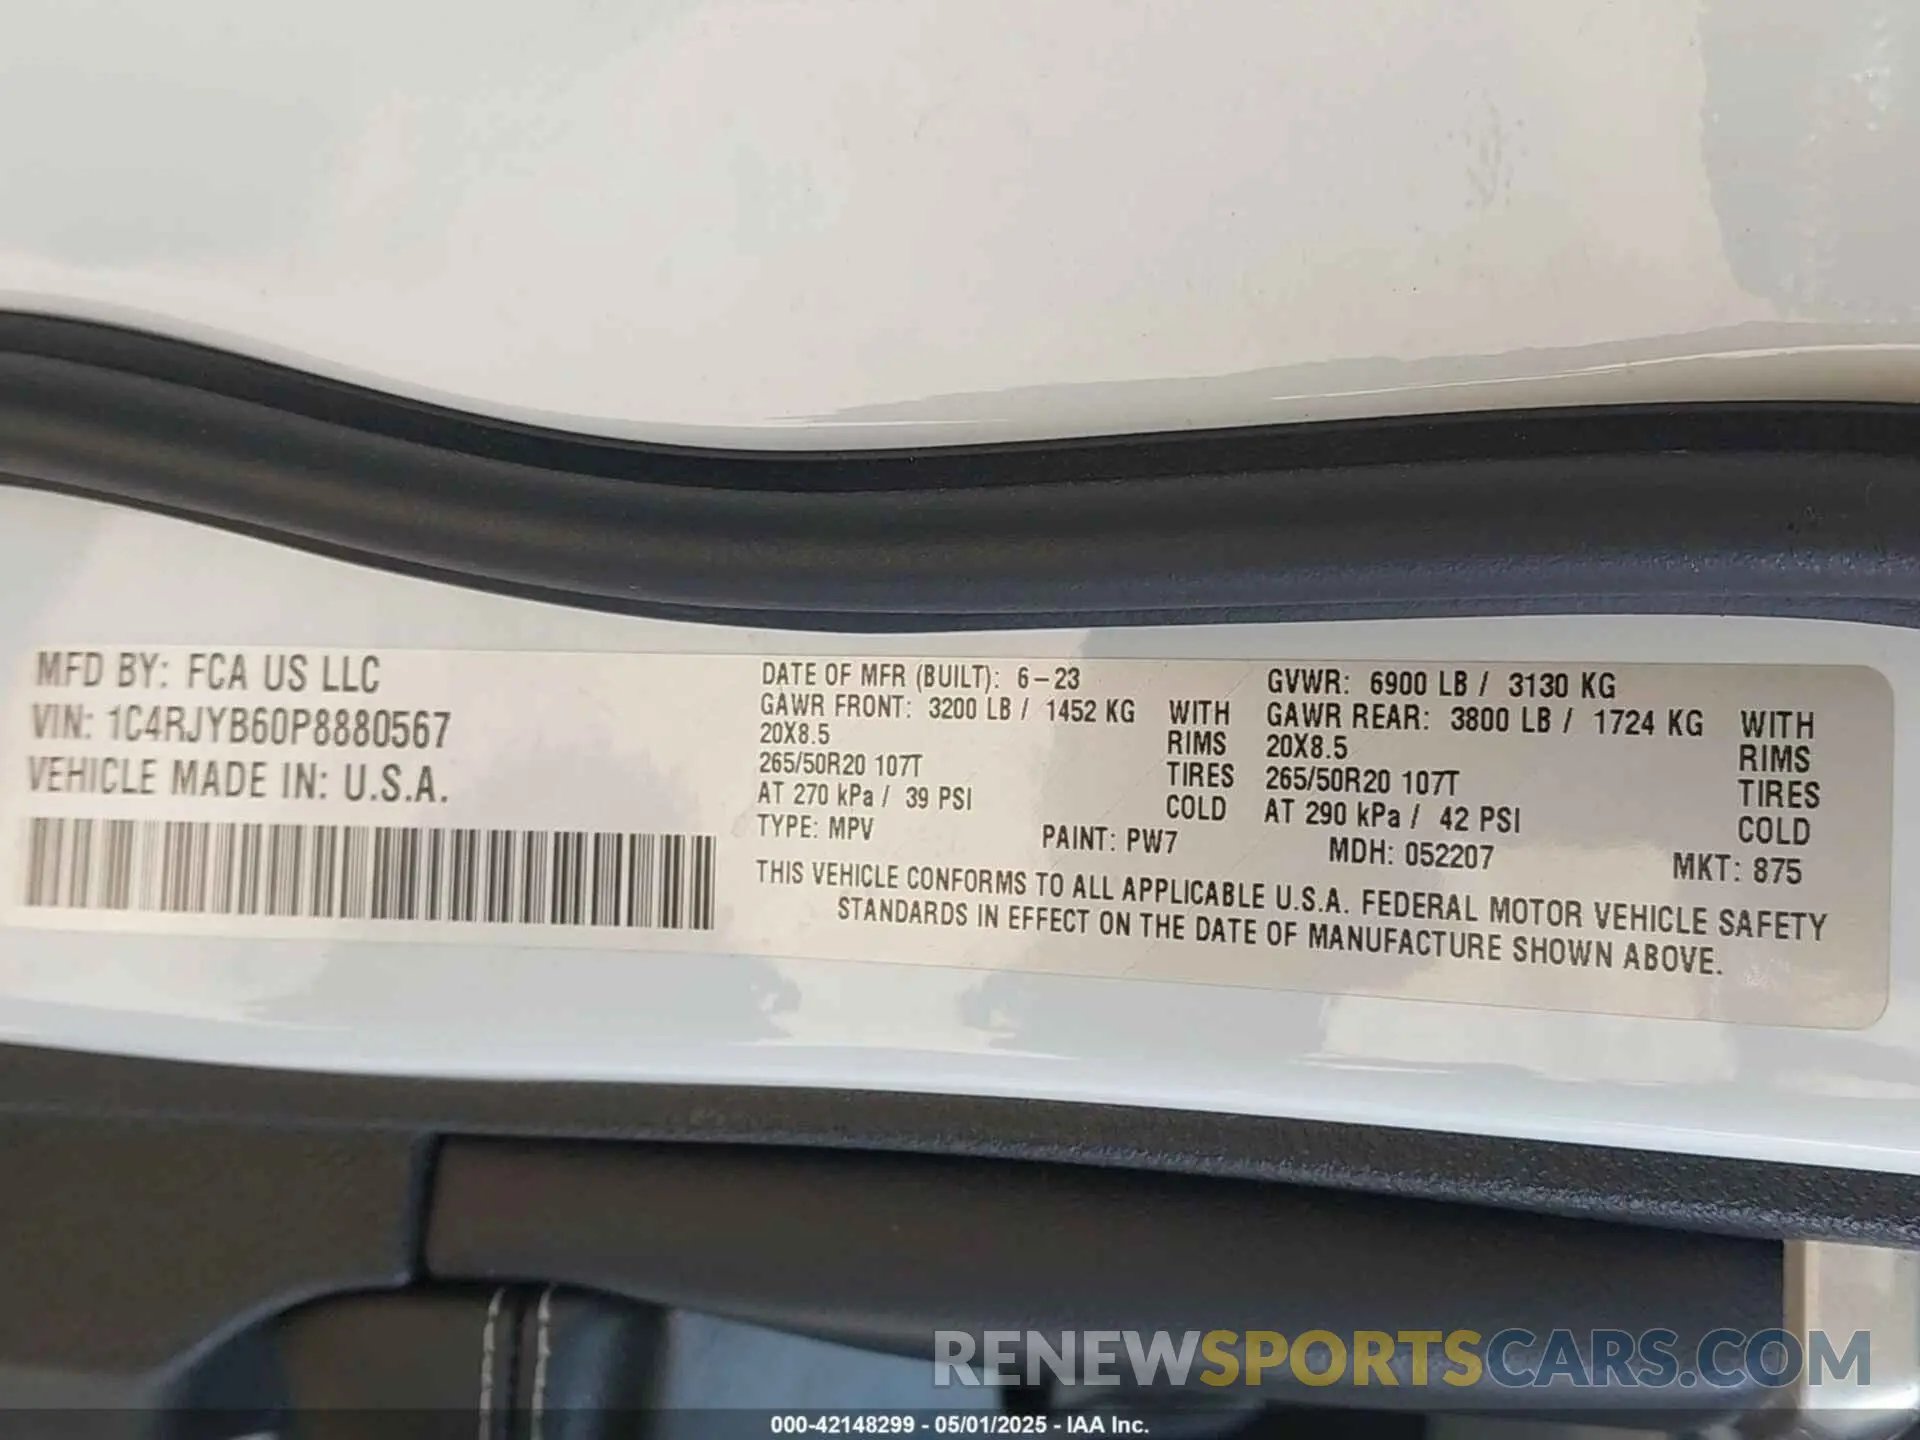 MFD BY: FCA US LLC
VIN: 1C4RJYB60P8880567
VEHICLE MADE IN: U.S.A.
DATE OF MFR (BUILT): 6-23
GAWR FRONT: 3200 LB / 1452 KG WITH
20X8.5 RIMS
265/50R20 107T TIRES
AT 270 kPa / 39 PSI COLD
TYPE: MPV
GVWR: 6900 LB / 3130 KG
GAWR REAR: 3800 LB / 1724 KG WITH
20X8.5 RIMS
265/50R20 107T TIRES
AT 290 kPa / 42 PSI COLD
PAINT: PW7 MDH: 052207 MKT: 875
THIS VEHICLE CONFORMS TO ALL APPLICABLE U.S.A. FEDERAL MOTOR VEHICLE SAFETY
STANDARDS IN EFFECT ON THE DATE OF MANUFACTURE SHOWN ABOVE.
RENEWSPORTSCARS.COM
000-42148299 - 05/01/2025 - IAA Inc.